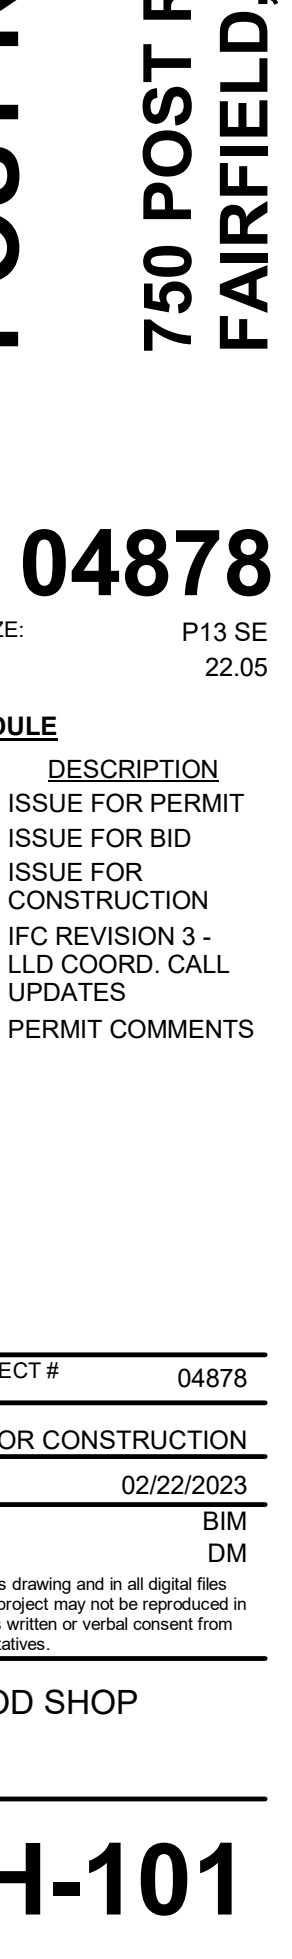 750 POST
FAIRFIELD,
04878
ZE:
P13 SE
22.05
DULE
DESCRIPTION
ISSUE FOR PERMIT
ISSUE FOR BID
ISSUE FOR
CONSTRUCTION
IFC REVISION 3 -
LLD COORD. CALL
UPDATES
PERMIT COMMENTS
ECT # 04878
OR CONSTRUCTION
02/22/2023
BIM
DM
s drawing and in all digital files
project may not be reproduced in
written or verbal consent from
tatives.
OD SHOP
H-101